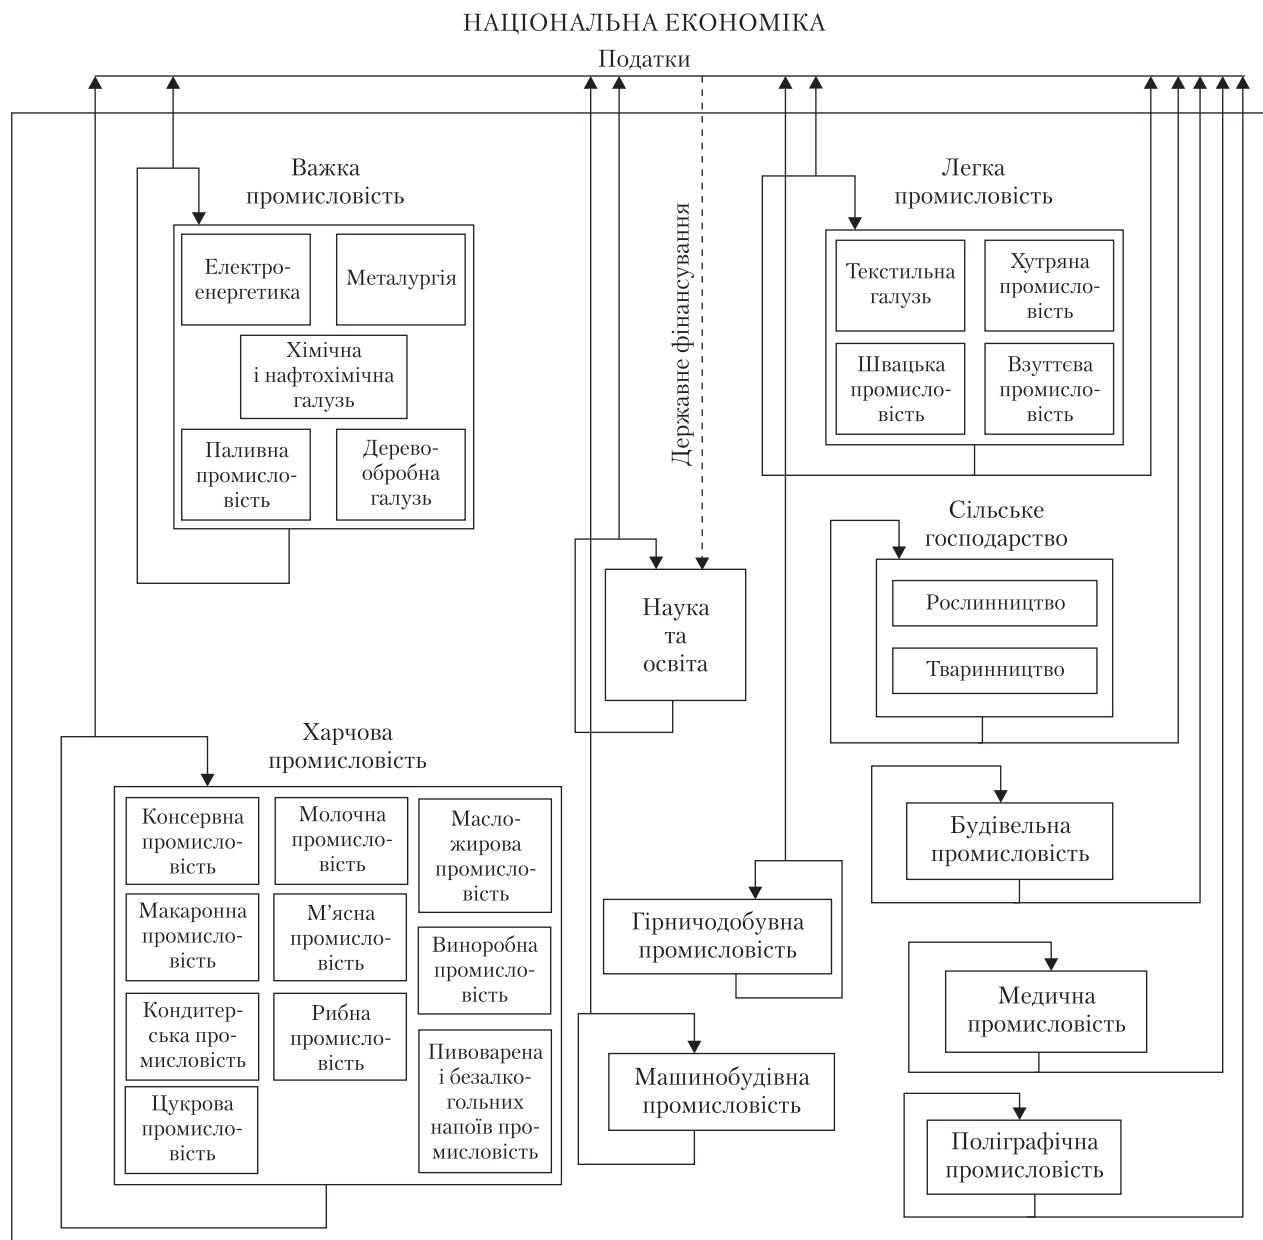 НАЦІОНАЛЬНА ЕКОНОМІКА
Податки
Важка
промисловість
Електро-
енергетика
Металургія
Хімічна
і нафтохімічна
галузь
Паливна
промисло-
вість
Дерево-
обробна
галузь
Державне фінансування
Легка
промисловість
Текстильна
галузь
Хутряна
промисло-
вість
Швацька
промисло-
вість
Взуттєва
промисло-
вість
Сільське
господарство
Рослинництво
Тваринництво
Наука
та
освіта
Харчова
промисловість
Консервна
промисло-
вість
Молочна
промисло-
вість
Масло-
жирова
промисло-
вість
Макаронна
промисло-
вість
М'ясна
промисло-
вість
Виноробна
промисло-
вість
Кондитер-
ська про-
мисловість
Рибна
промисло-
вість
Пивоварена
і безалко-
гольних
напоїв про-
мисловість
Цукрова
промисло-
вість
Гірничодобувна
промисловість
Машинобудівна
промисловість
Будівельна
промисловість
Медична
промисловість
Поліграфічна
промисловість